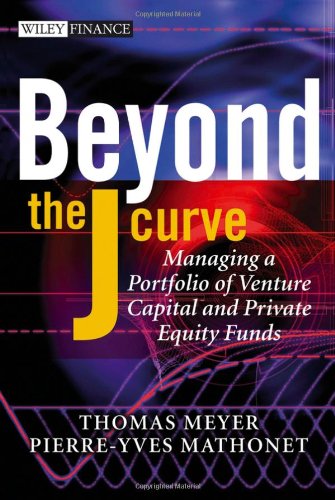 WILEY FINANCE
Beyond
the J curve
Managing a
Portfolio of Venture
Capital and Private
Equity Funds
THOMAS MEYER
PIERRE-YVES MATHONET